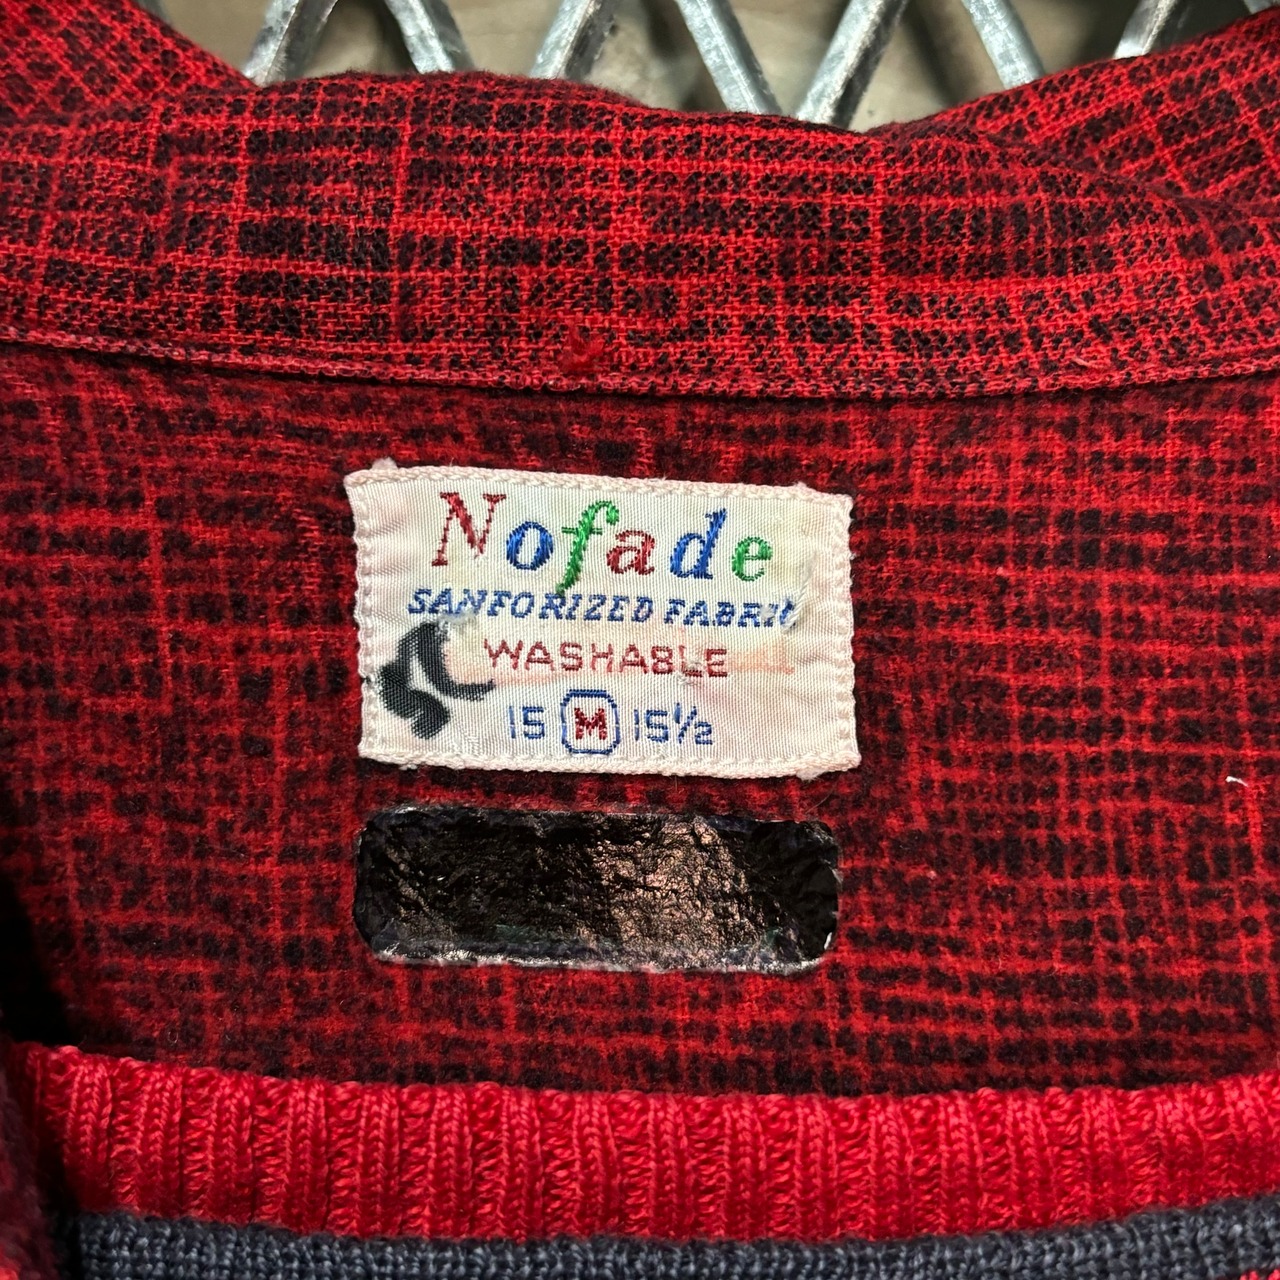 Nofade
SANFORIZED FABRIC
WASHABLE
15 M 15½